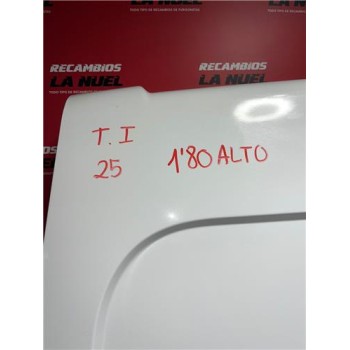 RECAMBIOS
LA NUEL
RECAMBIOS
LA NUEL
T. I
25
1'80 ALTO